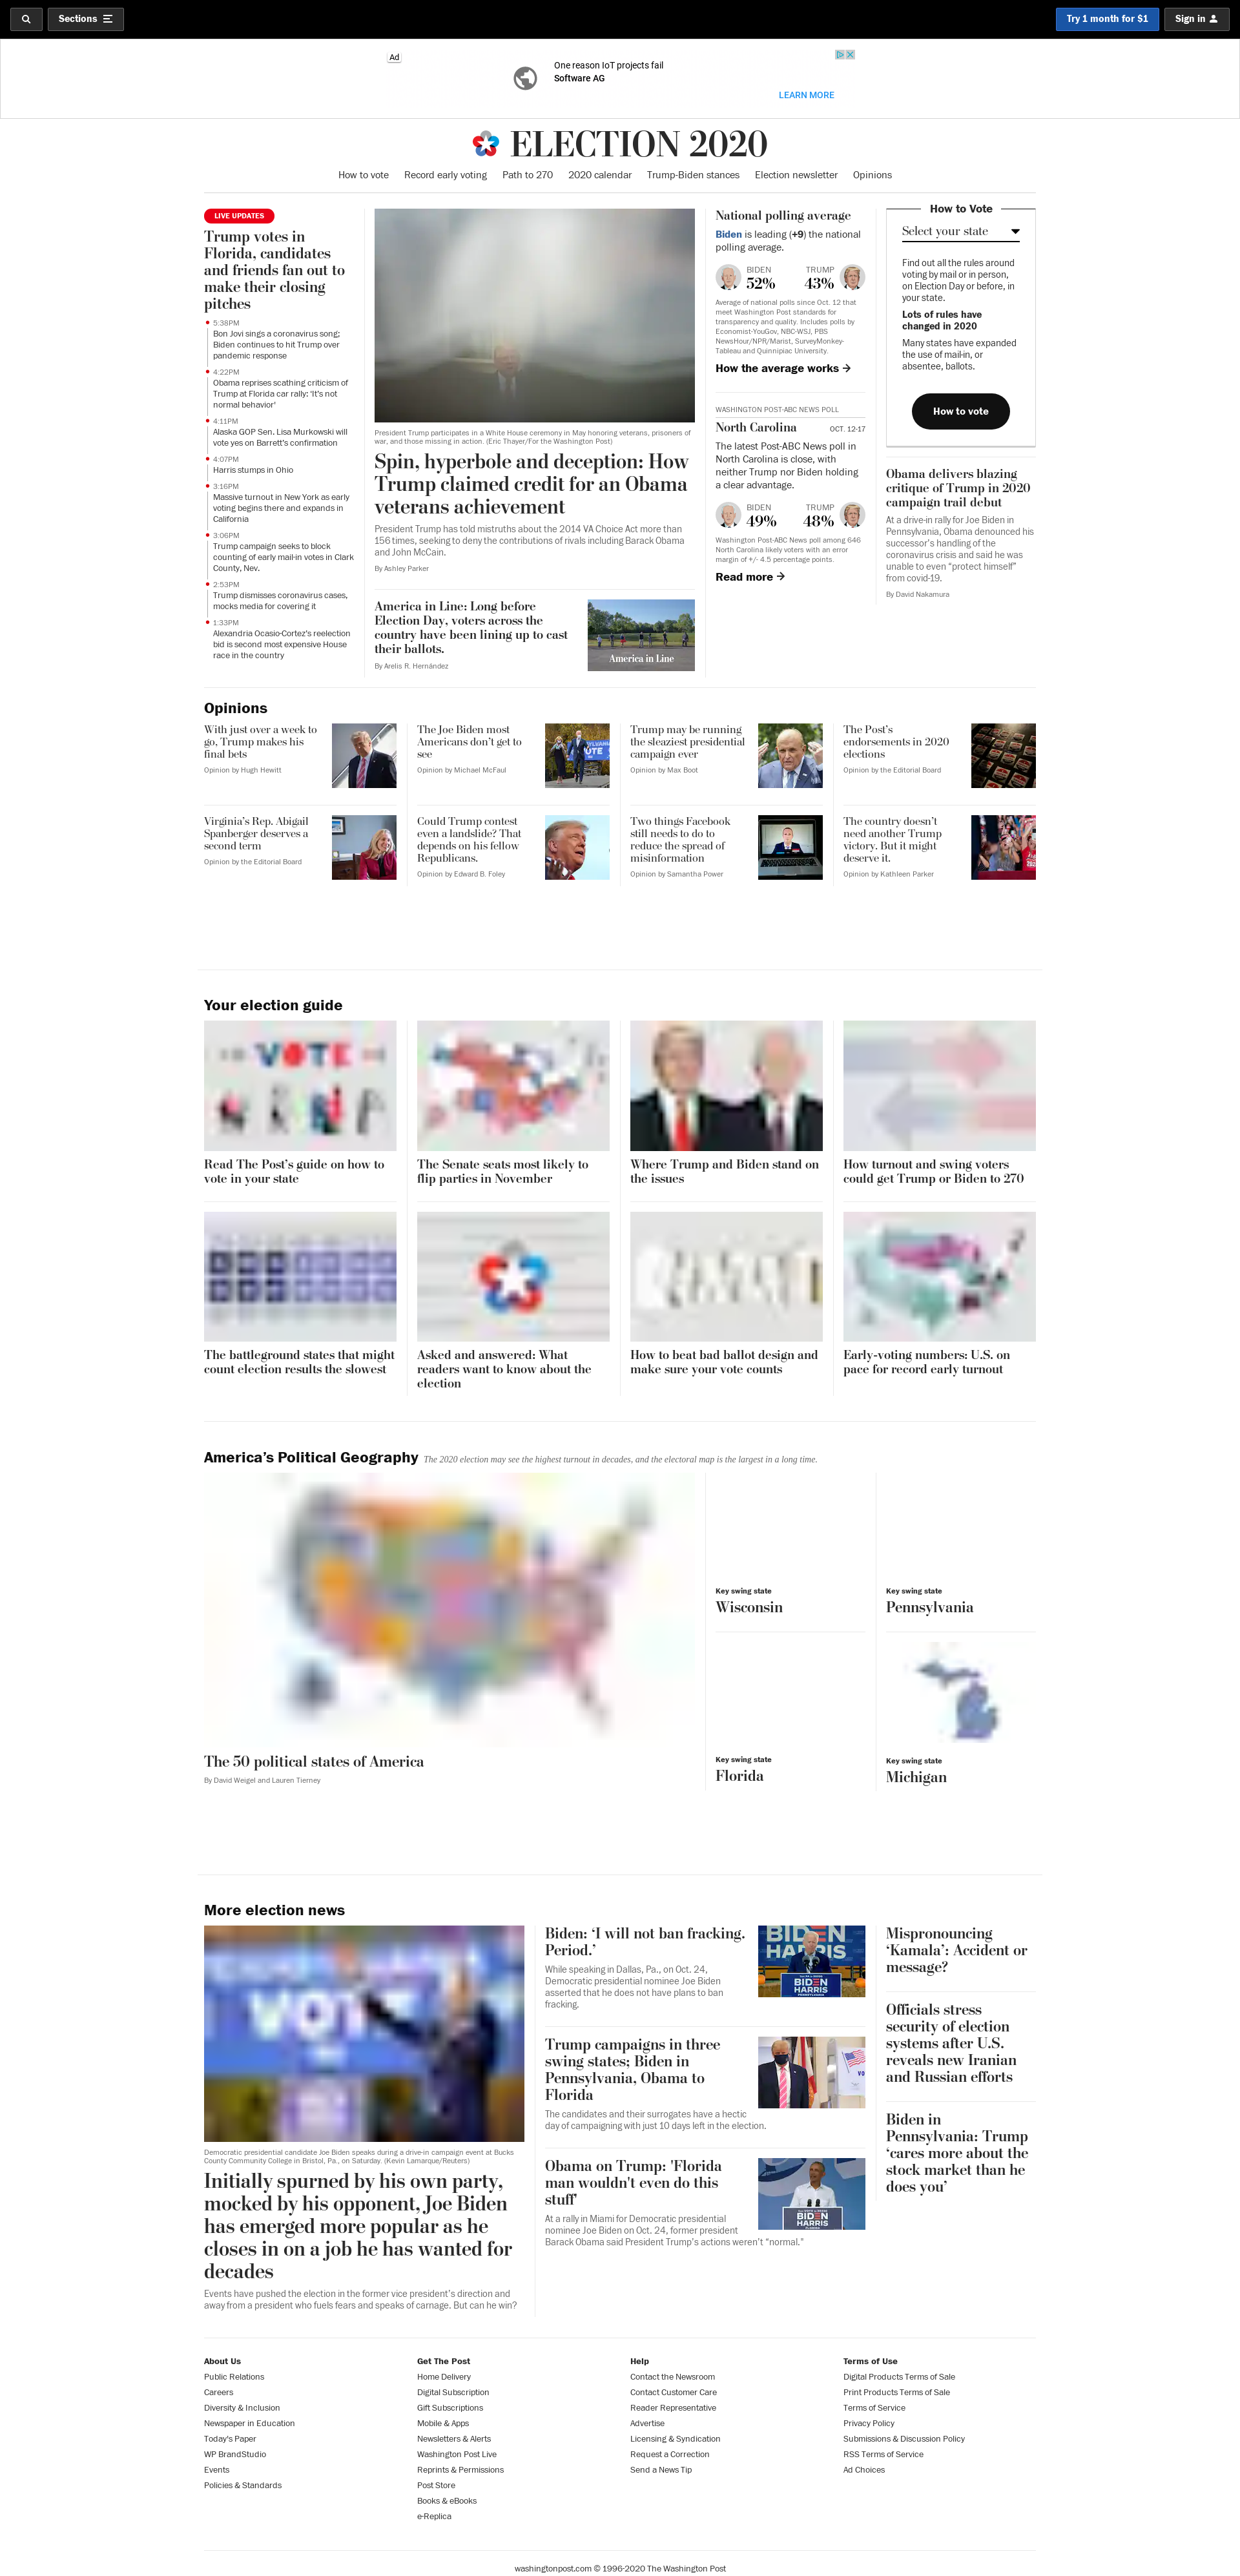 Sections
Try 1 month for $1
Sign in
Ad
One reason IoT projects fail
Software AG
LEARN MORE
ELECTION 2020
How to vote
Record early voting
Path to 270
2020 calendar
Trump-Biden stances
Election newsletter
Opinions
LIVE UPDATES
Trump votes in
Florida, candidates
and friends fan out to
make their closing
pitches
5:38PM
Bon Jovi sings a coronavirus song;
Biden continues to hit Trump over
pandemic response
4:22PM
Obama reprises scathing criticism of
Trump at Florida car rally: 'It's not
normal behavior'
4:11PM
Alaska GOP Sen. Lisa Murkowski will
vote yes on Barrett's confirmation
4:07PM
Harris stumps in Ohio
3:16PM
Massive turnout in New York as early
voting begins there and expands in
California
3:06PM
Trump campaign seeks to block
counting of early mail-in votes in Clark
County, Nev.
2:53PM
Trump dismisses coronavirus cases,
mocks media for covering it
1:33PM
Alexandria Ocasio-Cortez's reelection
bid is second most expensive House
race in the country
President Trump participates in a White House ceremony in May honoring veterans, prisoners of
war, and those missing in action. (Eric Thayer/For the Washington Post)
Spin, hyperbole and deception: How
Trump claimed credit for an Obama
veterans achievement
President Trump has told mistruths about the 2014 VA Choice Act more than
156 times, seeking to deny the contributions of rivals including Barack Obama
and John McCain.
By Ashley Parker
America in Line: Long before
Election Day, voters across the
country have been lining up to cast
their ballots.
By Arelis R. Hernández
America in Line
National polling average
Biden is leading (+9) the national
polling average.
BIDEN
52%
TRUMP
43%
Average of national polls since Oct. 12 that
meet Washington Post standards for
transparency and quality. Includes polls by
Economist-YouGov, NBC-WSJ, PBS
NewsHour/NPR/Marist, SurveyMonkey-
Tableau and Quinnipiac University.
How the average works →
WASHINGTON POST-ABC NEWS POLL
North Carolina
OCT. 12-17
The latest Post-ABC News poll in
North Carolina is close, with
neither Trump nor Biden holding
a clear advantage.
BIDEN
49%
TRUMP
48%
Washington Post-ABC News poll among 646
North Carolina likely voters with an error
margin of +/- 4.5 percentage points.
Read more →
How to Vote
Select your state
Find out all the rules around
voting by mail or in person,
on Election Day or before, in
your state.
Lots of rules have
changed in 2020
Many states have expanded
the use of mail-in, or
absentee, ballots.
How to vote
Obama delivers blazing
critique of Trump in 2020
campaign trail debut
At a drive-in rally for Joe Biden in
Pennsylvania, Obama denounced his
successor's handling of the
coronavirus crisis and said he was
unable to even “protect himself”
from covid-19.
By David Nakamura
Opinions
With just over a week to
go, Trump makes his
final bets
Opinion by Hugh Hewitt
The Joe Biden most
Americans don’t get to
see
Opinion by Michael McFaul
Trump may be running
the sleaziest presidential
campaign ever
Opinion by Max Boot
The Post’s
endorsements in 2020
elections
Opinion by the Editorial Board
Virginia’s Rep. Abigail
Spanberger deserves a
second term
Opinion by the Editorial Board
Could Trump contest
even a landslide? That
depends on his fellow
Republicans.
Opinion by Edward B. Foley
Two things Facebook
still needs to do to
reduce the spread of
misinformation
Opinion by Samantha Power
The country doesn’t
need another Trump
victory. But it might
deserve it.
Opinion by Kathleen Parker
Your election guide
VOTE
Read The Post’s guide on how to
vote in your state
The Senate seats most likely to
flip parties in November
Where Trump and Biden stand on
the issues
How turnout and swing voters
could get Trump or Biden to 270
The battleground states that might
count election results the slowest
Asked and answered: What
readers want to know about the
election
How to beat bad ballot design and
make sure your vote counts
Early-voting numbers: U.S. on
pace for record early turnout
America’s Political Geography
The 2020 election may see the highest turnout in decades, and the electoral map is the largest in a long time.
The 50 political states of America
By David Weigel and Lauren Tierney
Key swing state
Wisconsin
Key swing state
Pennsylvania
Key swing state
Florida
Key swing state
Michigan
More election news
Democratic presidential candidate Joe Biden speaks during a drive-in campaign event at Bucks
County Community College in Bristol, Pa., on Saturday. (Kevin Lamarque/Reuters)
Initially spurned by his own party,
mocked by his opponent, Joe Biden
has emerged more popular as he
closes in on a job he has wanted for
decades
Events have pushed the election in the former vice president’s direction and
away from a president who fuels fears and speaks of carnage. But can he win?
Biden: ‘I will not ban fracking.
Period.’
While speaking in Dallas, Pa., on Oct. 24,
Democratic presidential nominee Joe Biden
asserted that he does not have plans to ban
fracking.
BIDEN
HARRIS
Trump campaigns in three
swing states; Biden in
Pennsylvania, Obama to
Florida
The candidates and their surrogates have a hectic
day of campaigning with just 10 days left in the election.
Obama on Trump: 'Florida
man wouldn't even do this
stuff'
At a rally in Miami for Democratic presidential
nominee Joe Biden on Oct. 24, former president
Barack Obama said President Trump’s actions weren’t “normal.”
BIDEN
HARRIS
Mispronouncing
‘Kamala’: Accident or
message?
Officials stress
security of election
systems after U.S.
reveals new Iranian
and Russian efforts
Biden in
Pennsylvania: Trump
‘cares more about the
stock market than he
does you’
About Us
Public Relations
Careers
Diversity & Inclusion
Newspaper in Education
Today's Paper
WP BrandStudio
Events
Policies & Standards
Get The Post
Home Delivery
Digital Subscription
Gift Subscriptions
Mobile & Apps
Newsletters & Alerts
Washington Post Live
Reprints & Permissions
Post Store
Books & eBooks
e-Replica
Help
Contact the Newsroom
Contact Customer Care
Reader Representative
Advertise
Licensing & Syndication
Request a Correction
Send a News Tip
Terms of Use
Digital Products Terms of Sale
Print Products Terms of Sale
Terms of Service
Privacy Policy
Submissions & Discussion Policy
RSS Terms of Service
Ad Choices
washingtonpost.com © 1996-2020 The Washington Post